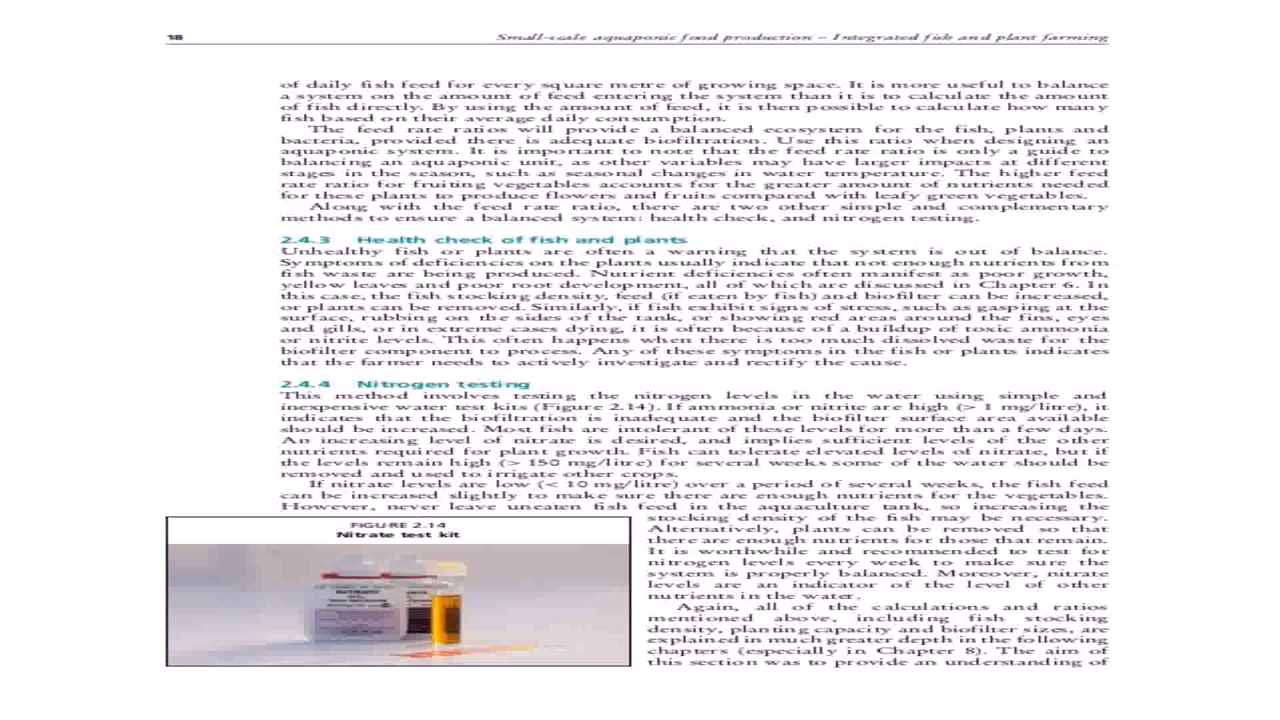 18
Small-scale aquaponic food production – Integrated fish and plant farming
of daily fish feed for every square metre of growing space. It is more useful to balance
a system on the amount of feed entering the system than it is to calculate the amount
of fish directly. By using the amount of feed, it is then possible to calculate how many
fish based on their average daily consumption.
The feed rate ratios will provide a balanced ecosystem for the fish, plants and
bacteria, provided there is adequate biofiltration. Use this ratio when designing an
aquaponic system. It is important to note that the feed rate ratio is only a guide to
balancing an aquaponic unit, as other variables may have larger impacts at different
stages in the season, such as seasonal changes in water temperature. The higher feed
rate ratio for fruiting vegetables accounts for the greater amount of nutrients needed
for these plants to produce flowers and fruits compared with leafy green vegetables.
Along with the feed rate ratio, there are two other simple and complementary
methods to ensure a balanced system: health check, and nitrogen testing.
2.4.3 Health check of fish and plants
Unhealthy fish or plants are often a warning that the system is out of balance.
Symptoms of deficiencies on the plants usually indicate that not enough nutrients from
fish waste are being produced. Nutrient deficiencies often manifest as poor growth,
yellow leaves and poor root development, all of which are discussed in Chapter 6. In
this case, the fish stocking density, feed (if eaten by fish) and biofilter can be increased,
or plants can be removed. Similarly, if fish exhibit signs of stress, such as gasping at the
surface, rubbing on the sides of the tank, or showing red areas around the fins, eyes
and gills, or in extreme cases dying, it is often because of a buildup of toxic ammonia
or nitrite levels. This often happens when there is too much dissolved waste for the
biofilter component to process. Any of these symptoms in the fish or plants indicates
that the farmer needs to actively investigate and rectify the cause.
2.4.4 Nitrogen testing
This method involves testing the nitrogen levels in the water using simple and
inexpensive water test kits (Figure 2.14). If ammonia or nitrite are high (> 1 mg/litre), it
indicates that the biofiltration is inadequate and the biofilter surface area available
should be increased. Most fish are intolerant of these levels for more than a few days.
An increasing level of nitrate is desired, and implies sufficient levels of the other
nutrients required for plant growth. Fish can tolerate elevated levels of nitrate, but if
the levels remain high (> 150 mg/litre) for several weeks some of the water should be
removed and used to irrigate other crops.
If nitrate levels are low (< 10 mg/litre) over a period of several weeks, the fish feed
can be increased slightly to make sure there are enough nutrients for the vegetables.
However, never leave uneaten fish feed in the aquaculture tank, so increasing the
stocking density of the fish may be necessary.
Alternatively, plants can be removed so that
there are enough nutrients for those that remain.
It is worthwhile and recommended to test for
nitrogen levels every week to make sure the
system is properly balanced. Moreover, nitrate
levels are an indicator of the level of other
nutrients in the water.
Again, all of the calculations and ratios
mentioned above, including fish stocking
density, planting capacity and biofilter sizes, are
explained in much greater depth in the following
chapters (especially in Chapter 8). The aim of
this section was to provide an understanding of
FIGURE 2.14
Nitrate test kit